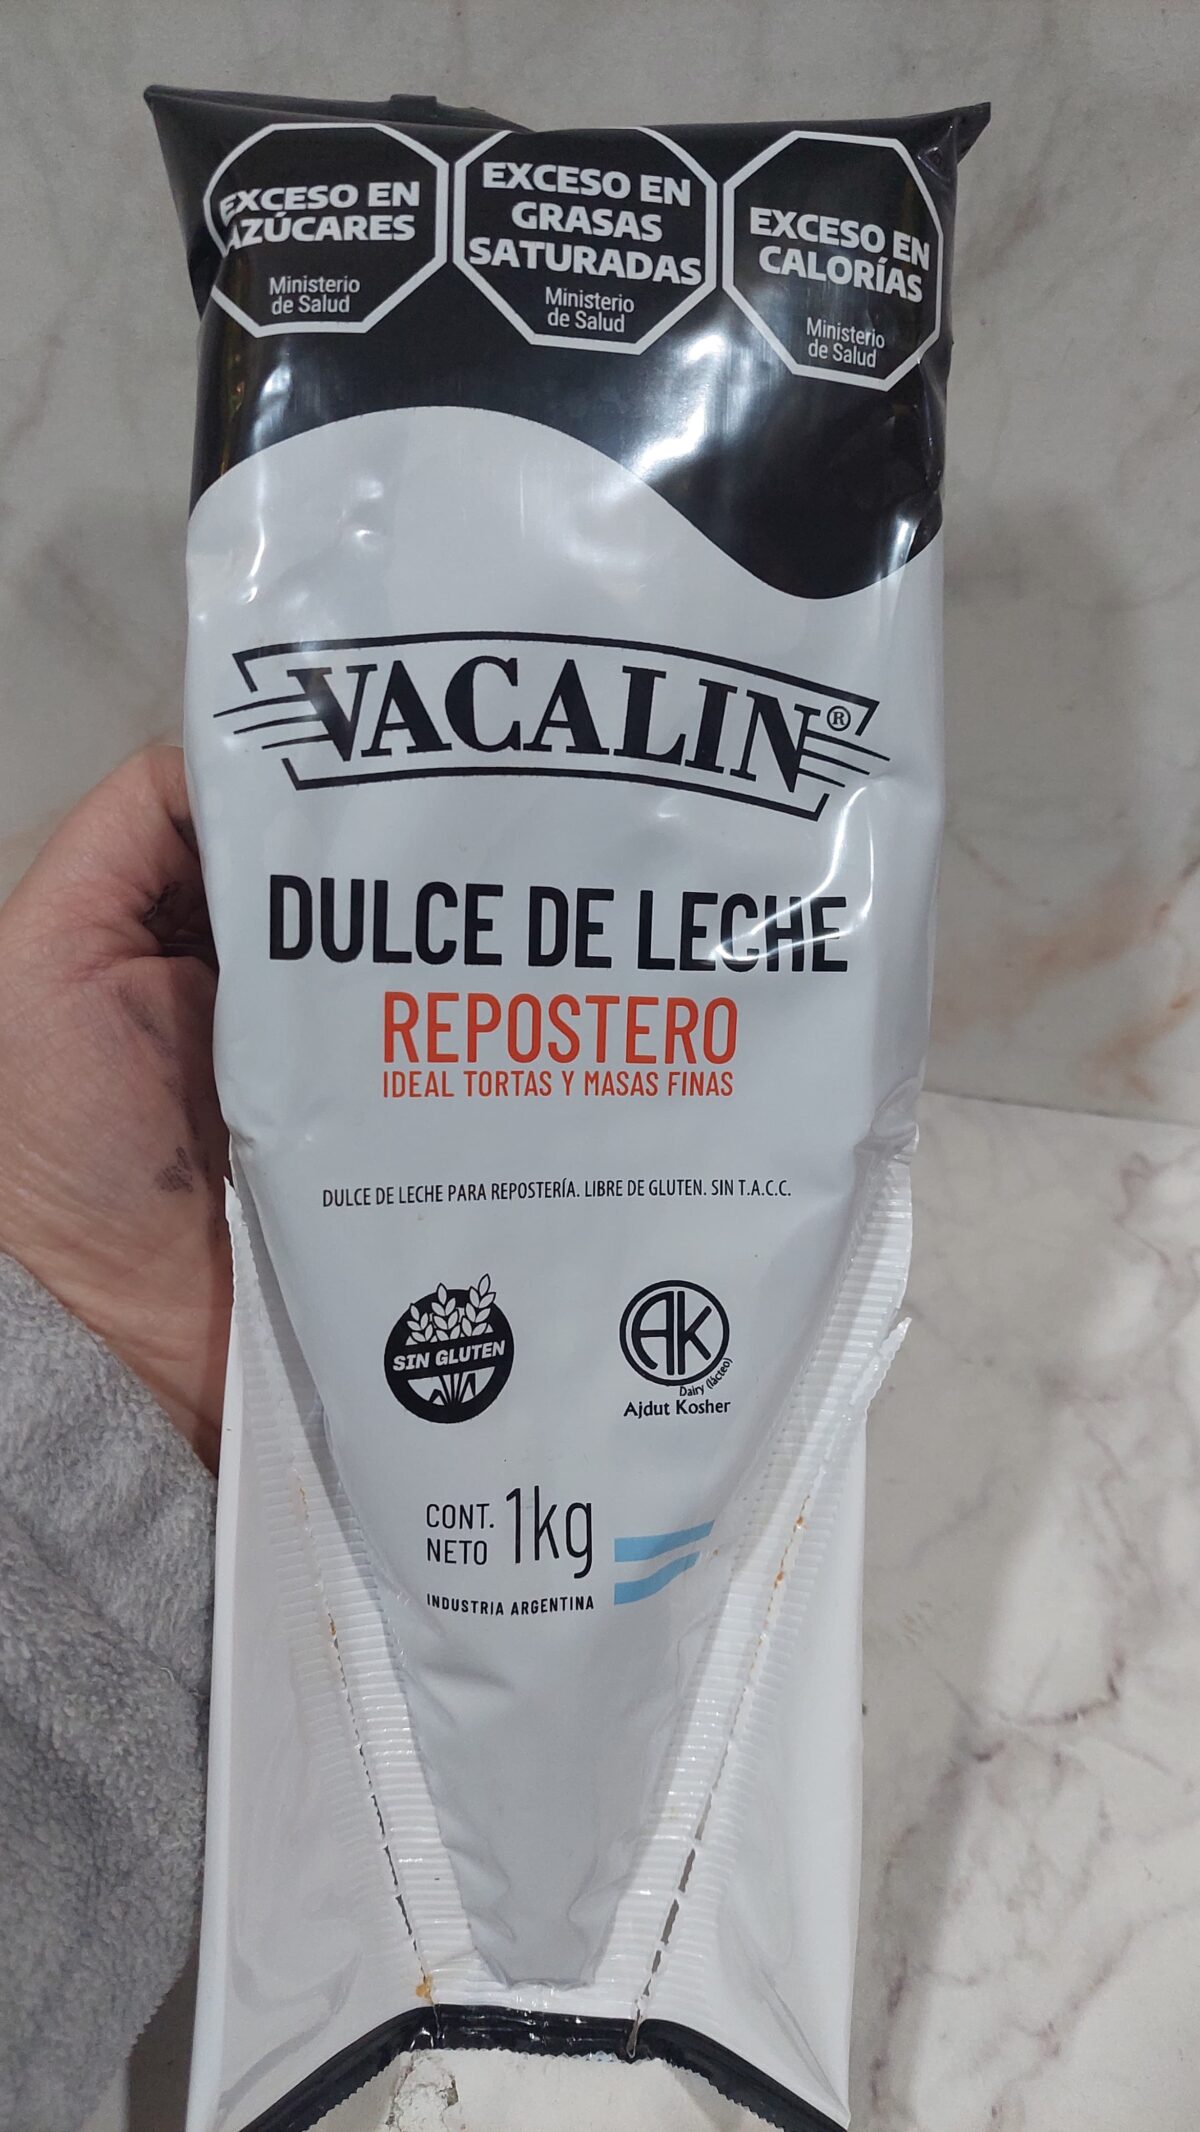 EXCESO EN
AZÚCARES
Ministerio
de Salud
EXCESO EN
GRASAS
SATURADAS
Ministerio
de Salud
EXCESO EN
CALORÍAS
Ministerio
de Salud
VACALIN®
DULCE DE LECHE
REPOSTERO
IDEAL TORTAS Y MASAS FINAS
DULCE DE LECHE PARA REPOSTERÍA. LIBRE DE GLUTEN. SIN T.A.C.C.
SIN GLUTEN
AK
Dairy (lácteo)
Ajdut Kosher
CONT.
NETO 1kg
INDUSTRIA ARGENTINA